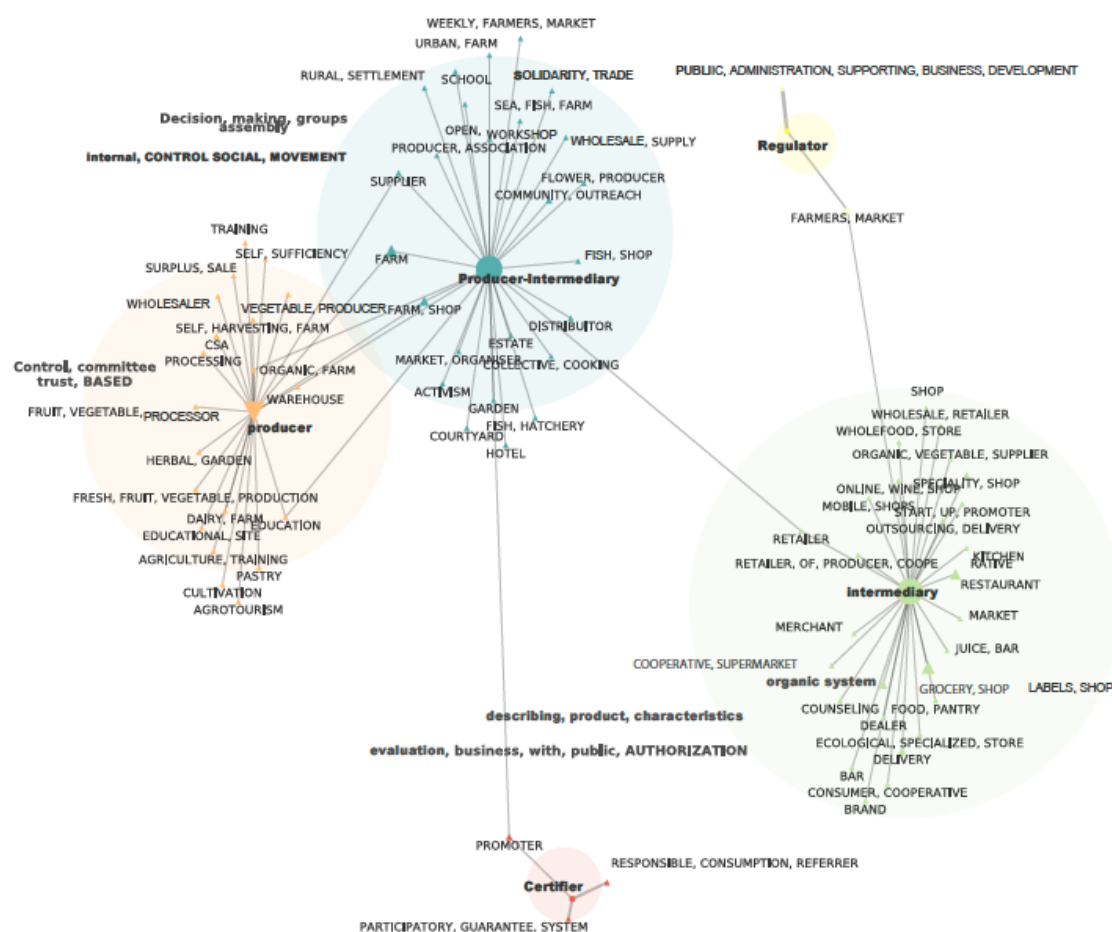 WEEKLY, FARMERS, MARKET
URBAN, FARM
RURAL, SETTLEMENT
SCHOOL
SOLIDARITY, TRADE
PUBLIC, ADMINISTRATION, SUPPORTING, BUSINESS, DEVELOPMENT
SEA, FISH, FARM
Decision, making, groups
assembly
OPEN,
WORKSHOP
WHOLESALE, SUPPLY
PRODUCER, ASSOCIATION
Regulator
internal, CONTROL SOCIAL, MOVEMENT
SUPPLIER
FLOWER, PRODUCER
COMMUNITY, OUTREACH
FARMERS, MARKET
TRAINING
SELF, SUFFICIENCY
FARM
FISH, SHOP
SURPLUS, SALE
Producer-Intermediary
WHOLESALER
VEGETABLE, PRODUCER
FARM, SHOP
SELF, HARVESTING, FARM
DISTRIBUTOR
CSA
ESTATE
PROCESSING
MARKET, ORGANISER
COLLECTIVE, COOKING
Control, committee
trust, BASED
ORGANIC, FARM
WAREHOUSE
ACTIVISM
SHOP
FRUIT, VEGETABLE,
PROCESSOR
GARDEN
WHOLESALE, RETAILER
producer
FISH, HATCHERY
WHOLEFOOD, STORE
COURTYARD
HOTEL
ORGANIC, VEGETABLE, SUPPLIER
HERBAL, GARDEN
SPECIALITY, SHOP
ONLINE, WINE, SHOP
MOBILE, SHOPS
FRESH, FRUIT, VEGETABLE, PRODUCTION
START, UP, PROMOTER
DAIRY, FARM
EDUCATION
OUTSOURCING, DELIVERY
EDUCATIONAL, SITE
RETAILER
AGRICULTURE, TRAINING
KITCHEN
RETAILER, OF, PRODUCER, COOPE
RATIVE
PASTRY
RESTAURANT
CULTIVATION
intermediary
AGROTOURISM
MARKET
MERCHANT
JUICE, BAR
COOPERATIVE, SUPERMARKET
organic system
GROCERY, SHOP
LABELS, SHOP
COUNSELING
FOOD, PANTRY
describing, product, characteristics
DEALER
ECOLOGICAL, SPECIALIZED, STORE
evaluation, business, with, public, AUTHORIZATION
DELIVERY
BAR
CONSUMER, COOPERATIVE
BRAND
PROMOTER
RESPONSIBLE, CONSUMPTION, REFERRER
Certifier
PARTICIPATORY, GUARANTEE, SYSTEM